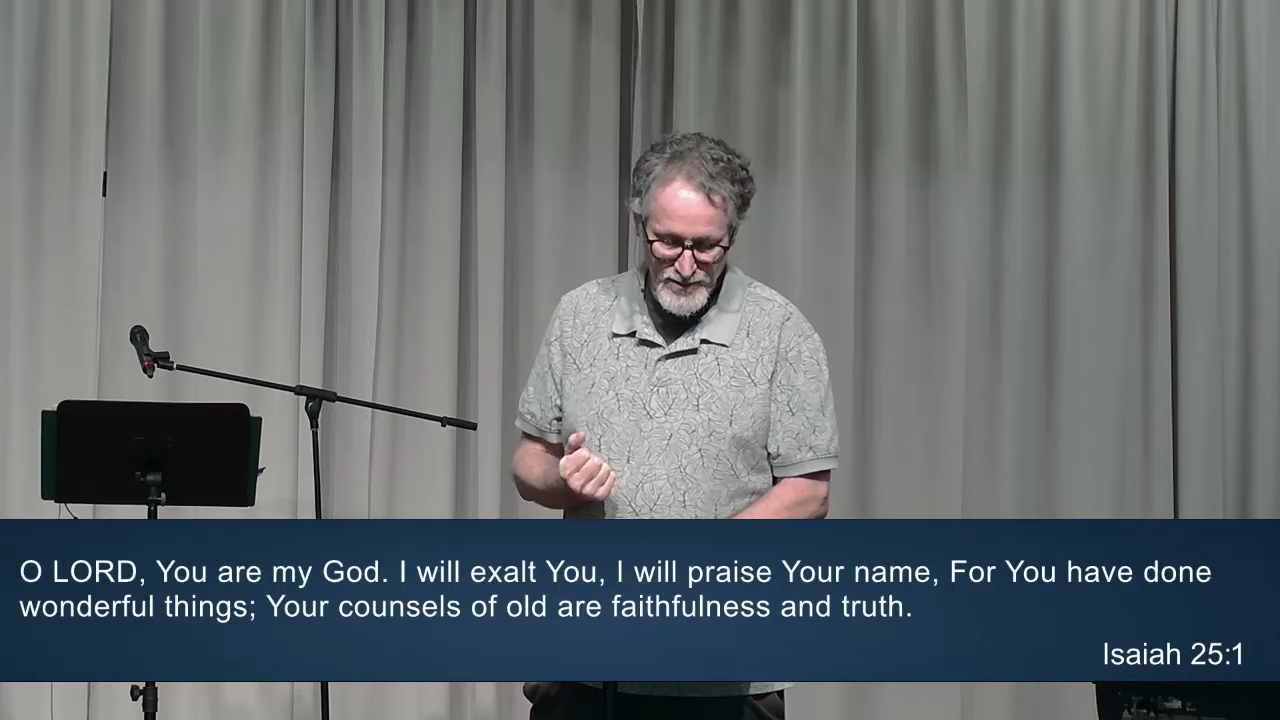 O LORD, You are my God. I will exalt You, I will praise Your name, For You have done
wonderful things; Your counsels of old are faithfulness and truth.
Isaiah 25:1